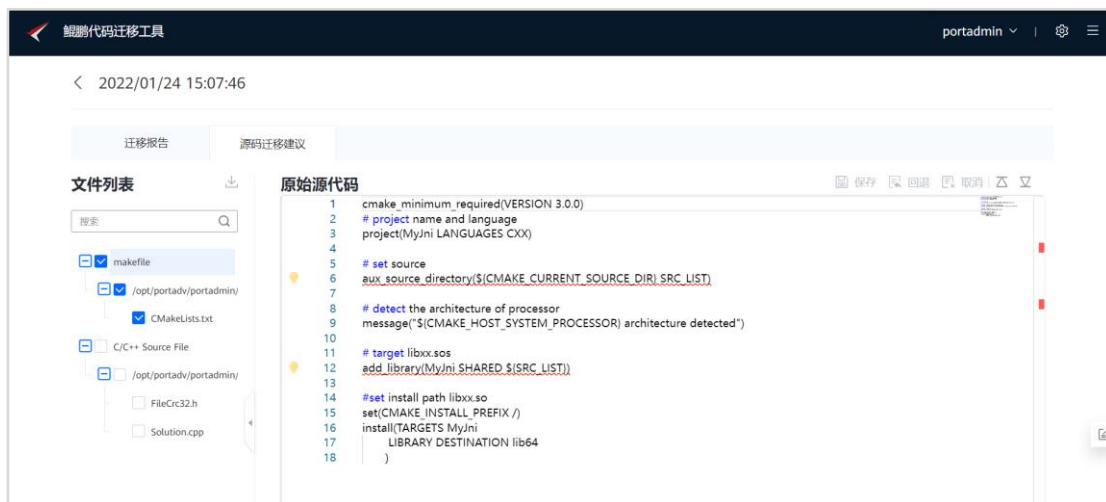 鲲鹏代码迁移工具
portadmin
2022/01/24 15:07:46
迁移报告 源码迁移建议
文件列表
原始源代码
保存 回退 取消
搜索
makefile
/opt/portadv/portadmin/
CMakeLists.txt
C/C++ Source File
/opt/portadv/portadmin/
FileCrc32.h
Solution.cpp
1 cmake_minimum_required(VERSION 3.0.0)
2 # project name and language
3 project(MyJni LANGUAGES CXX)
4
5 # set source
6 aux_source_directory(${CMAKE_CURRENT_SOURCE_DIR} SRC_LIST)
7
8 # detect the architecture of processor
9 message("${CMAKE_HOST_SYSTEM_PROCESSOR} architecture detected")
10
11 # target libxx.sos
12 add_library(MyJni SHARED ${SRC_LIST})
13
14 #set install path libxx.so
15 set(CMAKE_INSTALL_PREFIX /)
16 install(TARGETS MyJni
17 LIBRARY DESTINATION lib64
18 )